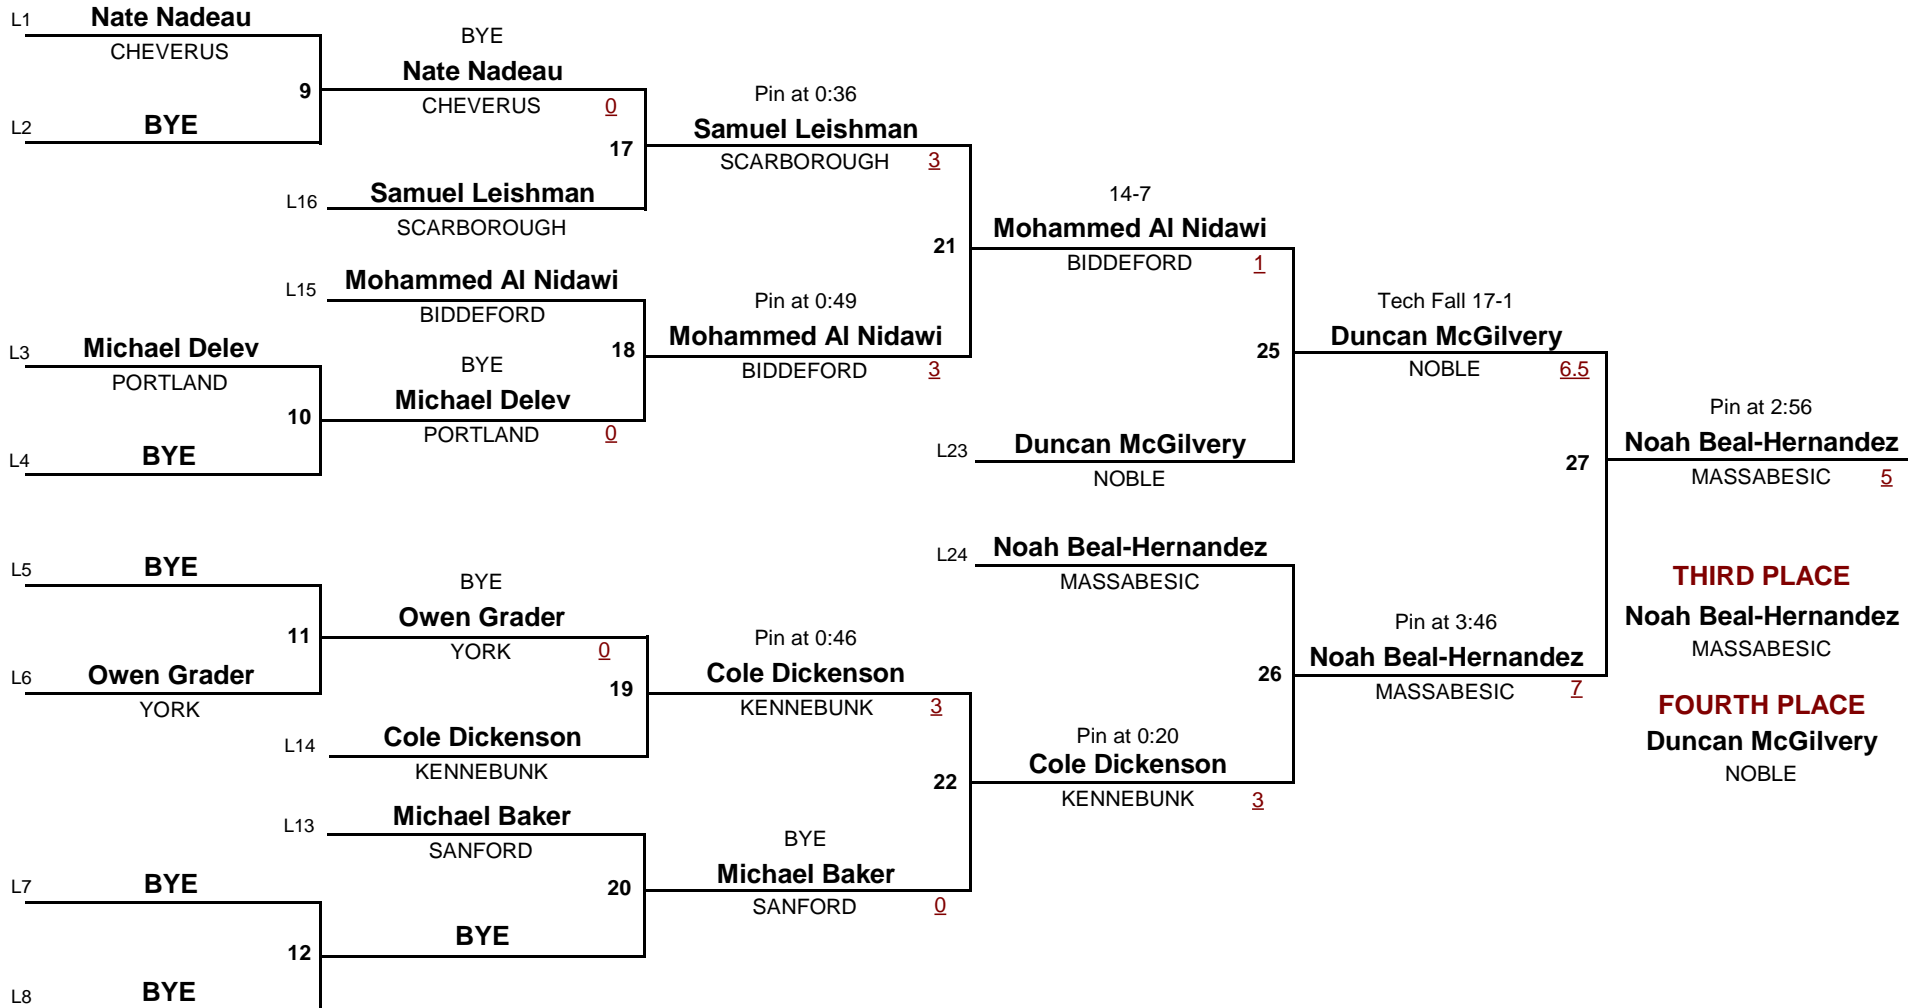 L1 Nate Nadeau
CHEVERUS
9
L2 BYE
BYE
Nate Nadeau
CHEVERUS 0
17
L16 Samuel Leishman
SCARBOROUGH
Pin at 0:36
Samuel Leishman
SCARBOROUGH 3
21
L15 Mohammed Al Nidawi
BIDDEFORD
18
L3 Michael Delev
PORTLAND
10
L4 BYE
BYE
Michael Delev
PORTLAND 0
Pin at 0:49
Mohammed Al Nidawi
BIDDEFORD 3
14-7
Mohammed Al Nidawi
BIDDEFORD 1
25
L23 Duncan McGilvery
NOBLE
Tech Fall 17-1
Duncan McGilvery
NOBLE 6.5
27
Pin at 2:56
Noah Beal-Hernandez
MASSABESIC 5
L5 BYE
11
L6 Owen Grader
YORK
BYE
Owen Grader
YORK 0
19
L14 Cole Dickenson
KENNEBUNK
Pin at 0:46
Cole Dickenson
KENNEBUNK 3
22
L13 Michael Baker
SANFORD
20
L7 BYE
12
L8 BYE
BYE
BYE
Michael Baker
SANFORD 0
Pin at 0:20
Cole Dickenson
KENNEBUNK 3
L24 Noah Beal-Hernandez
MASSABESIC
26
Pin at 3:46
Noah Beal-Hernandez
MASSABESIC 7
THIRD PLACE
Noah Beal-Hernandez
MASSABESIC
FOURTH PLACE
Duncan McGilvery
NOBLE